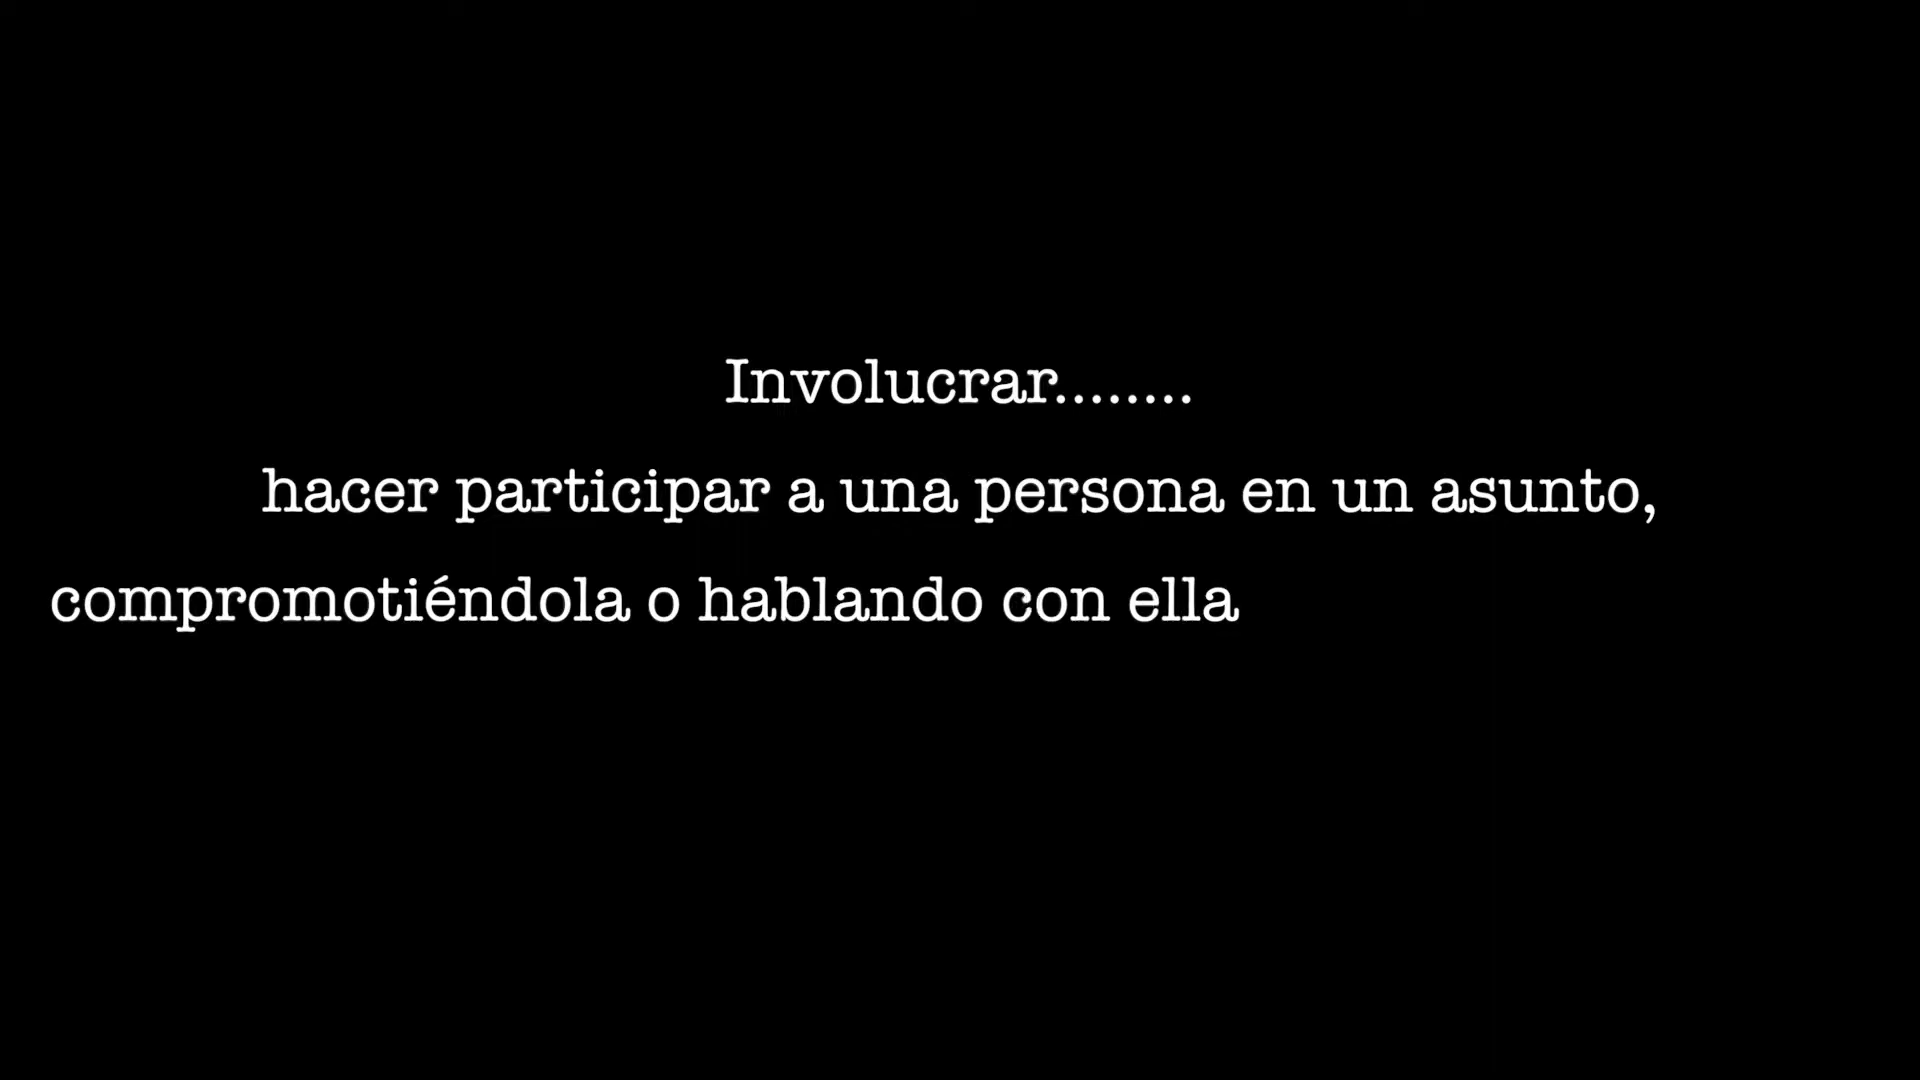 Involucrar........
hacer participar a una persona en un asunto,
compromotiéndola o hablando con ella